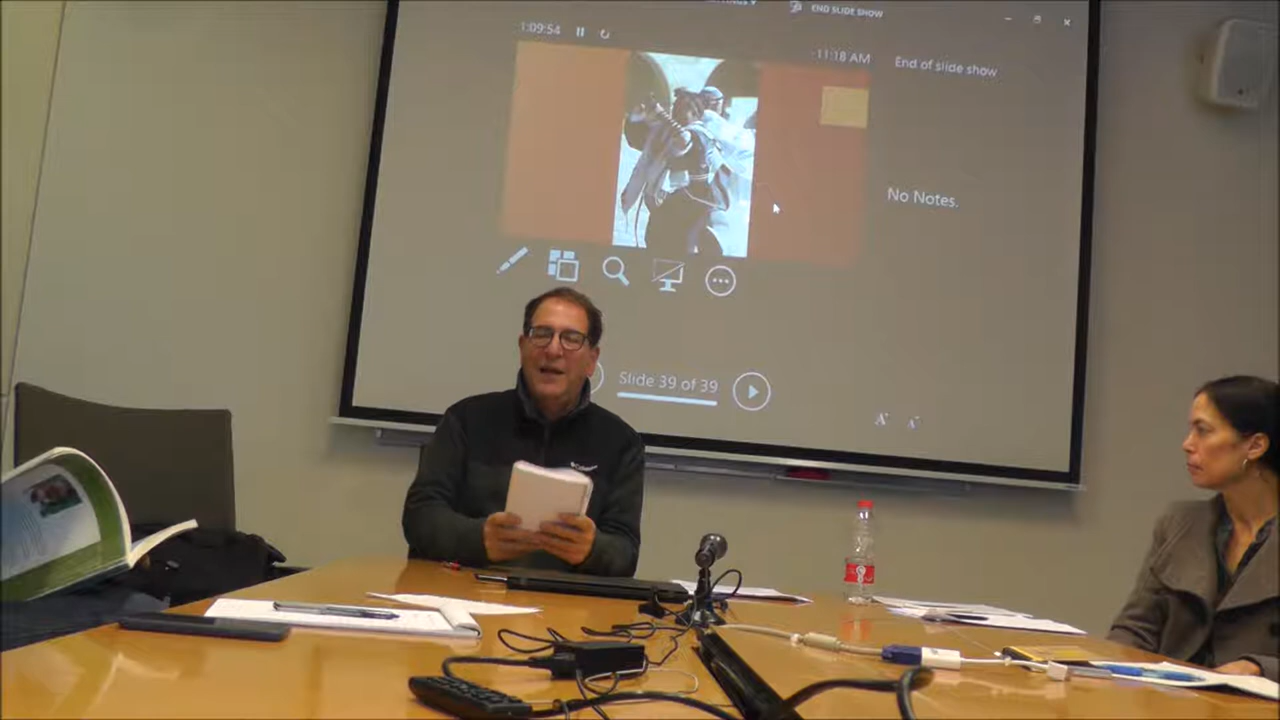 END SLIDE SHOW
1:09:54
11:18 AM
End of slide show
No Notes.
Slide 39 of 39
A A
Columbia